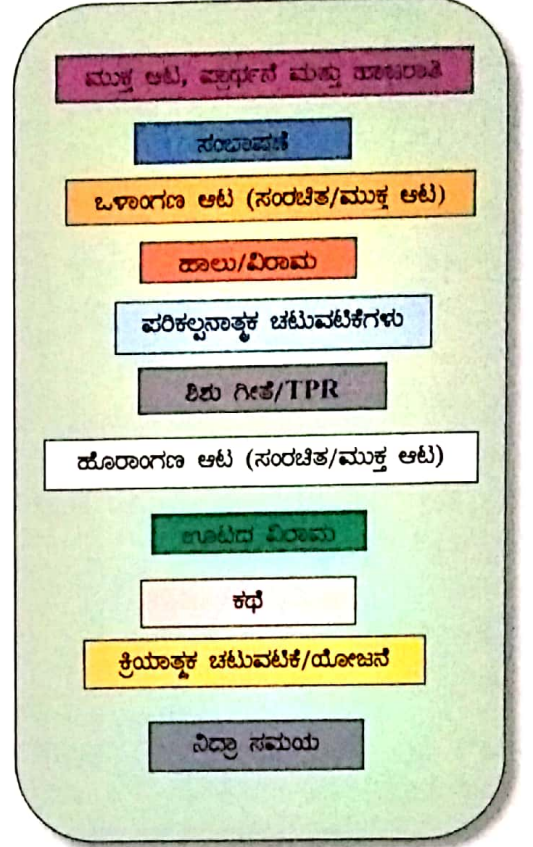 ಮುಕ್ತ ಆಟ, ಪ್ರಾರ್ಥನೆ ಮತ್ತು ಹಾಜರಾತಿ
ಸಂಭಾಷಣೆ
ಒಳಾಂಗಣ ಆಟ (ಸಂರಚಿತ/ಮುಕ್ತ ಆಟ)
ಹಾಲು/ವಿರಾಮ
ಪರಿಕಲ್ಪನಾತ್ಮಕ ಚಟುವಟಿಕೆಗಳು
ಶಿಶು ಗೀತೆ/TPR
ಹೊರಾಂಗಣ ಆಟ (ಸಂರಚಿತ/ಮುಕ್ತ ಆಟ)
ಊಟದ ವಿರಾಮ
ಕಥೆ
ಕ್ರಿಯಾತ್ಮಕ ಚಟುವಟಿಕೆ/ಯೋಜನೆ
ನಿದ್ರಾ ಸಮಯ